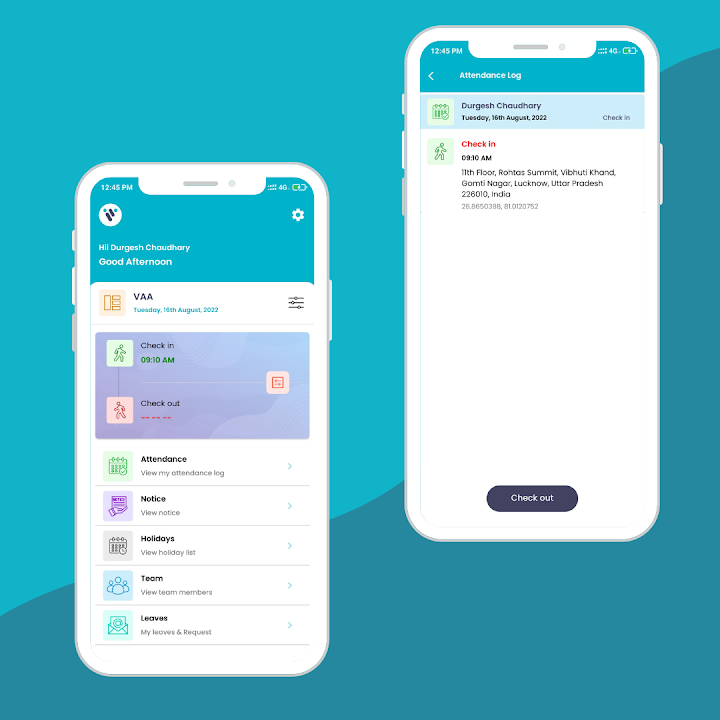 12:45 PM
4G
Hii Durgesh Chaudhary
Good Afternoon
VAA
Tuesday, 16th August, 2022
Check in
09:10 AM
Check out
-- -- --
Attendance
View my attendance log
NOTICE
Notice
View notice
Holidays
View holiday list
Team
View team members
Leaves
My leaves & Request
12:45 PM
4G
Attendance Log
Durgesh Chaudhary
Tuesday, 16th August, 2022
Check in
Check in
09:10 AM
11th Floor, Rohtas Summit, Vibhuti Khand,
Gomti Nagar, Lucknow, Uttar Pradesh
226010, India
26.8650398, 81.0120752
Check out